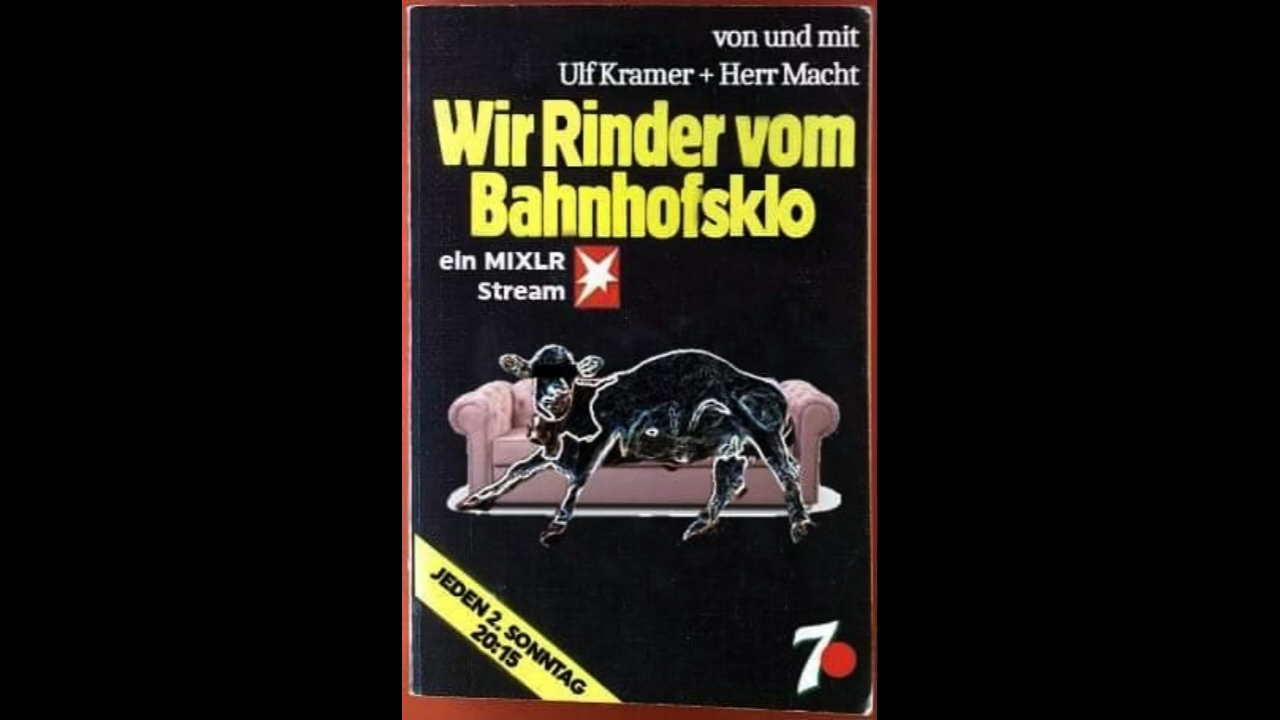 von und mit
Ulf Kramer + Herr Macht
Wir Rinder vom
Bahnhofsklo
ein MIXLR
Stream
JEDEN 2. SONNTAG
20:15
7